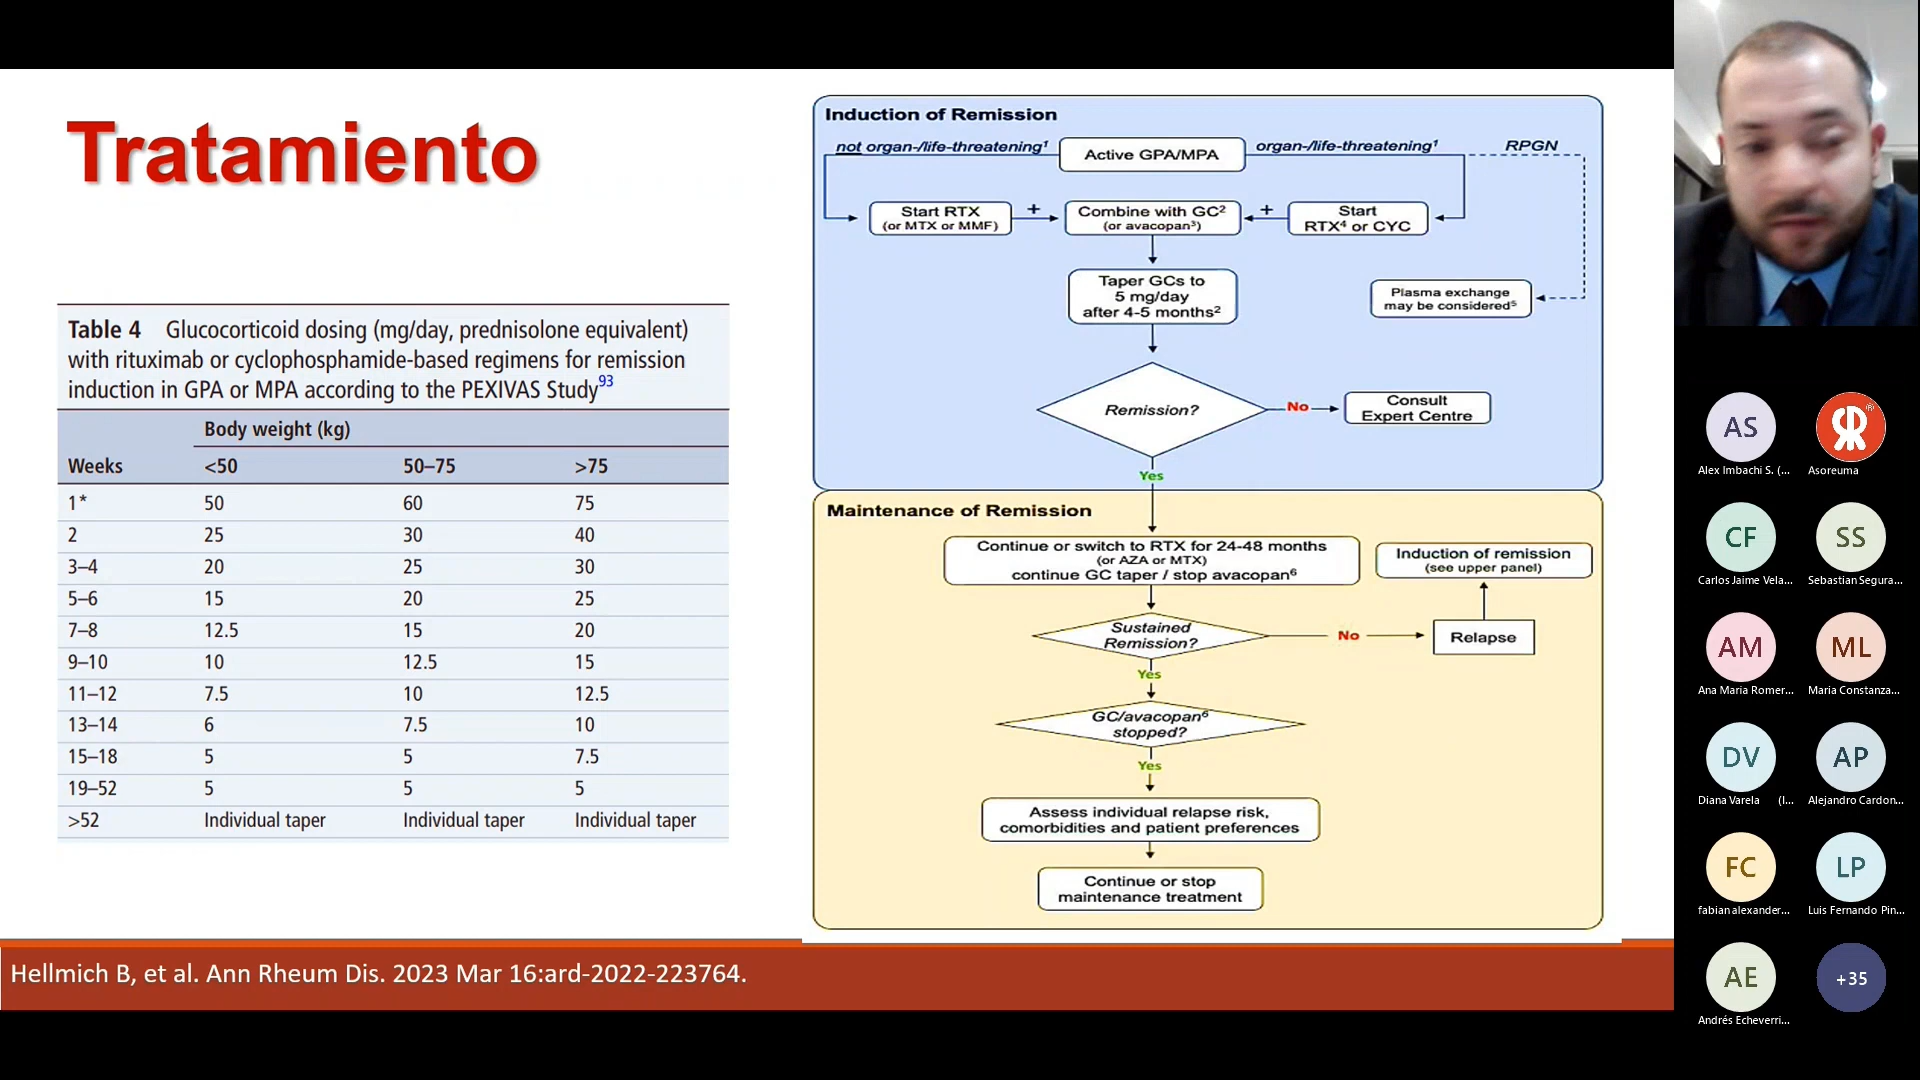 Tratamiento
Table 4 Glucocorticoid dosing (mg/day, prednisolone equivalent)
with rituximab or cyclophosphamide-based regimens for remission
induction in GPA or MPA according to the PEXIVAS Study93
Body weight (kg)
Weeks <50 50–75 >75
1* 50 60 75
2 25 30 40
3–4 20 25 30
5–6 15 20 25
7–8 12.5 15 20
9–10 10 12.5 15
11–12 7.5 10 12.5
13–14 6 7.5 10
15–18 5 5 7.5
19–52 5 5 5
>52 Individual taper Individual taper Individual taper
Induction of Remission
not organ-/life-threatening¹
Active GPA/MPA
organ-/life-threatening¹
RPGN
Start RTX
(or MTX or MMF)
+
Combine with GC²
(or avacopan³)
+
Start
RTX⁴ or CYC
Taper GCs to
5 mg/day
after 4-5 months²
Plasma exchange
may be considered⁵
Remission?
No
Consult
Expert Centre
Yes
Maintenance of Remission
Continue or switch to RTX for 24-48 months
(or AZA or MTX)
continue GC taper / stop avacopan⁶
Induction of remission
(see upper panel)
Sustained
Remission?
No
Relapse
Yes
GC/avacopan⁶
stopped?
Yes
Assess individual relapse risk,
comorbidities and patient preferences
Continue or stop
maintenance treatment
Hellmich B, et al. Ann Rheum Dis. 2023 Mar 16:ard-2022-223764.
AS
Alex Imbachi S. (...
®
Asoreuma
CF
Carlos Jaime Vela...
SS
Sebastian Segura...
AM
Ana Maria Romer...
ML
Maria Constanza...
DV
Diana Varela (I...
AP
Alejandro Cardon...
FC
fabian alexander...
LP
Luis Fernando Pin...
AE
Andrés Echeverri...
+35